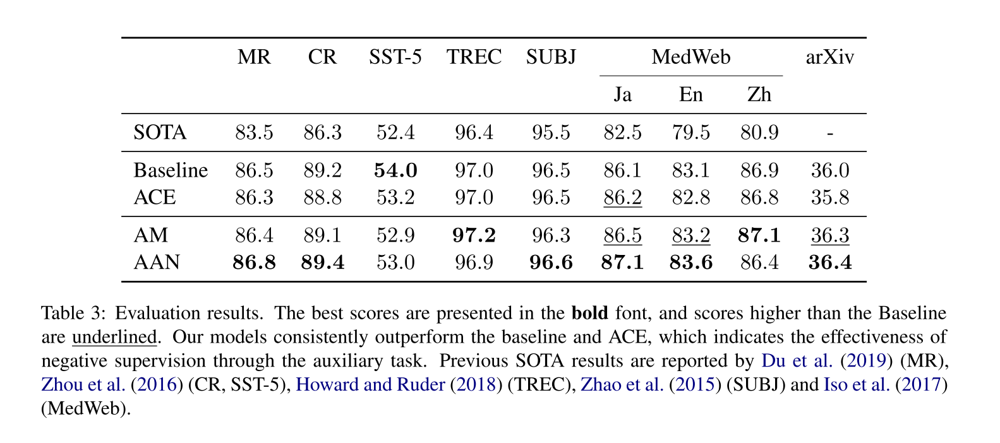 MR CR SST-5 TREC SUBJ MedWeb arXiv
Ja En Zh
SOTA 83.5 86.3 52.4 96.4 95.5 82.5 79.5 80.9 -
Baseline 86.5 89.2 54.0 97.0 96.5 86.1 83.1 86.9 36.0
ACE 86.3 88.8 53.2 97.0 96.5 86.2 82.8 86.8 35.8
AM 86.4 89.1 52.9 97.2 96.3 86.5 83.2 87.1 36.3
AAN 86.8 89.4 53.0 96.9 96.6 87.1 83.6 86.4 36.4
Table 3: Evaluation results. The best scores are presented in the bold font, and scores higher than the Baseline
are underlined. Our models consistently outperform the baseline and ACE, which indicates the effectiveness of
negative supervision through the auxiliary task. Previous SOTA results are reported by Du et al. (2019) (MR),
Zhou et al. (2016) (CR, SST-5), Howard and Ruder (2018) (TREC), Zhao et al. (2015) (SUBJ) and Iso et al. (2017)
(MedWeb).